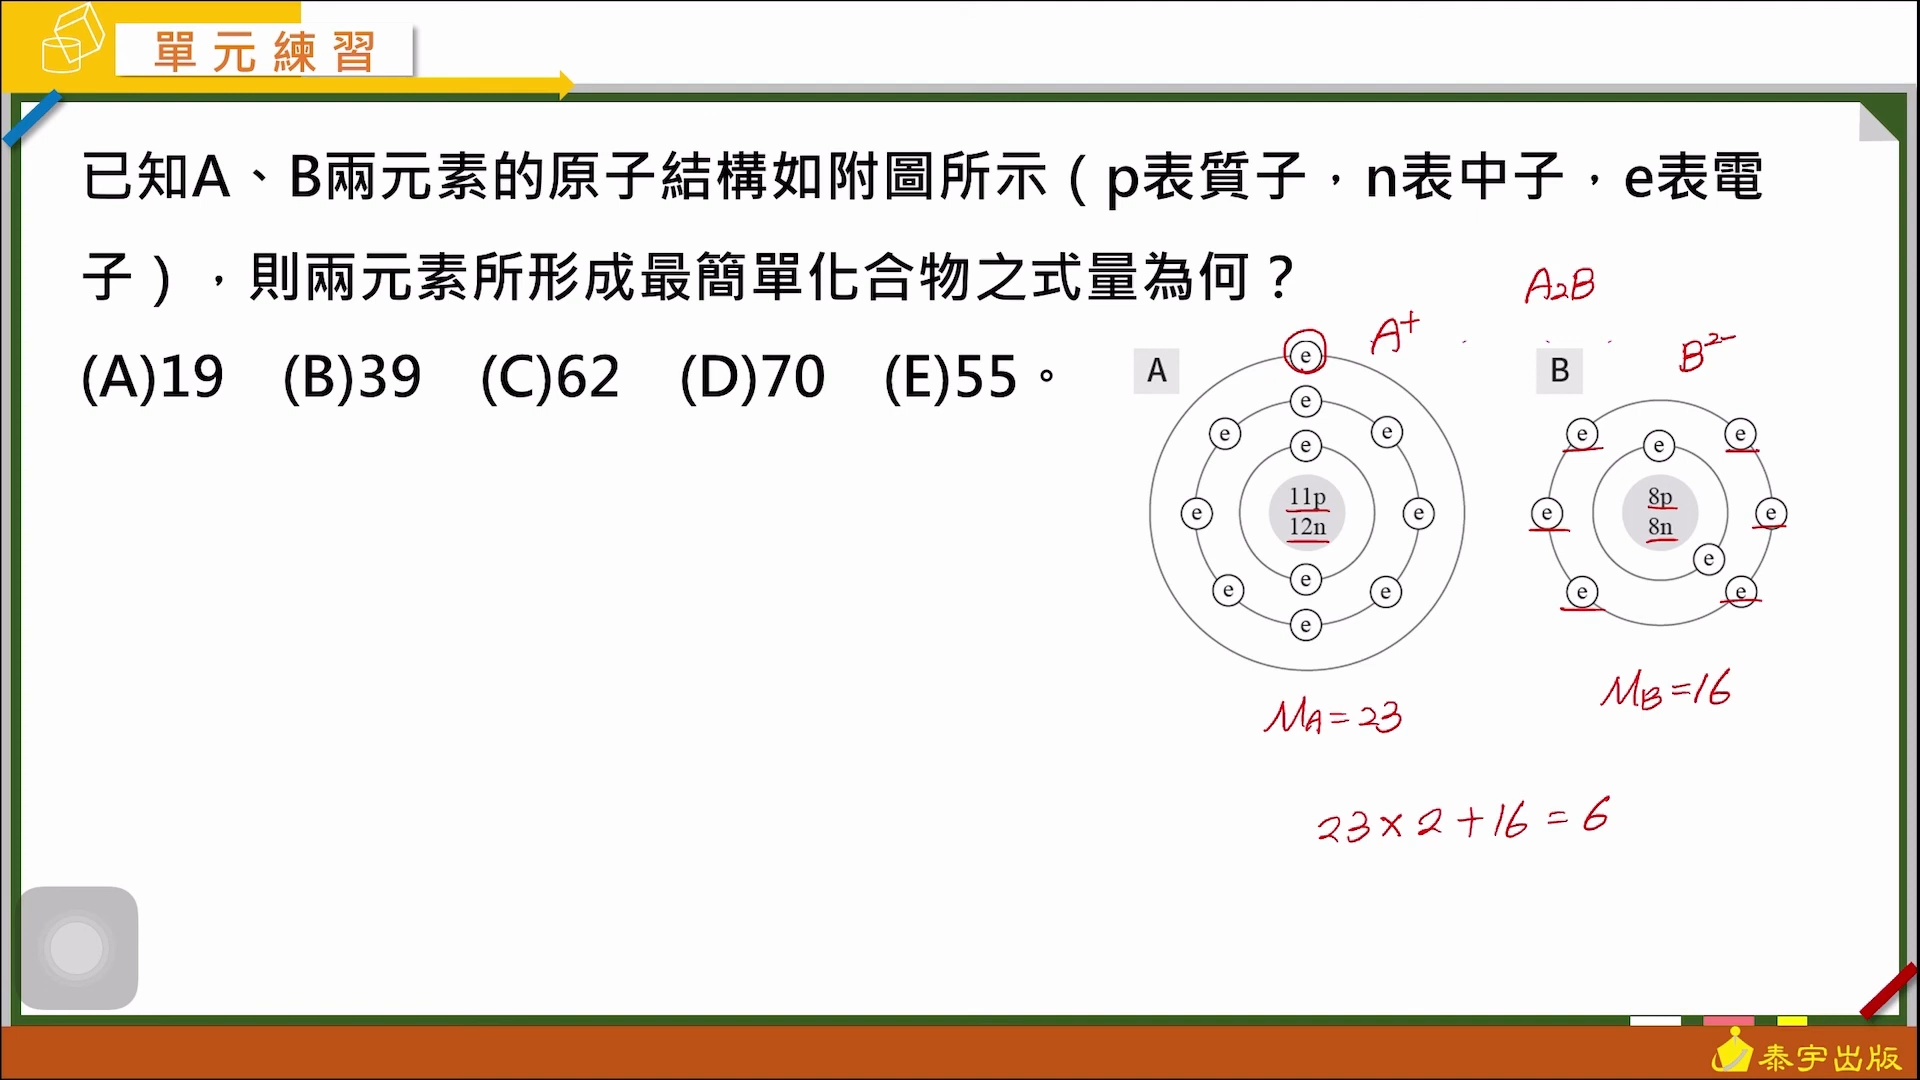 單元練習
已知A、B兩元素的原子結構如附圖所示（p表質子，n表中子，e表電
子），則兩元素所形成最簡單化合物之式量為何？
(A)19 (B)39 (C)62 (D)70 (E)55。
A₂B
A⁺
B²⁻
A
B
e
e
e
e
e
e
e
e
e
e
e
11p
12n
e
e
e
e
e
e
e
e
8p
8n
M_A=23
M_B=16
23×2+16=6
泰宇出版